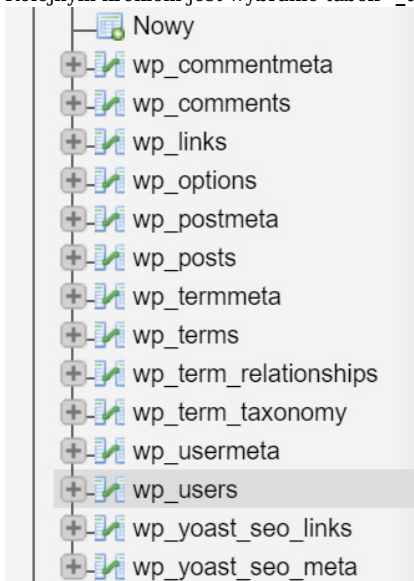 Nowy
wp_commentmeta
wp_comments
wp_links
wp_options
wp_postmeta
wp_posts
wp_termmeta
wp_terms
wp_term_relationships
wp_term_taxonomy
wp_usermeta
wp_users
wp_yoast_seo_links
wp_yoast_seo_meta